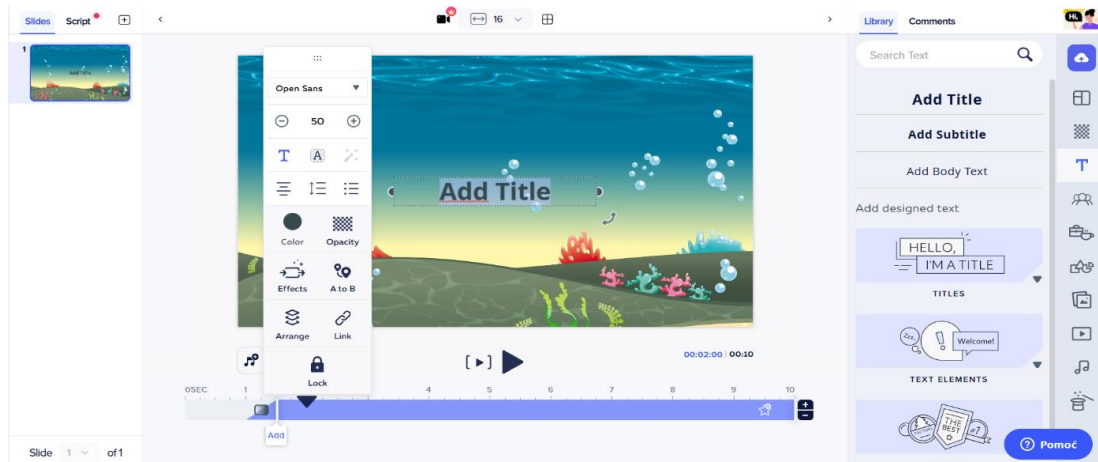 Slides Script
16
Library Comments
Hi,
1
Add Title
Search Text
Open Sans
50
T A
Color Opacity
Effects A to B
Arrange Link
Lock
Add Title
Add Title
Add Subtitle
Add Body Text
Add designed text
HELLO,
I'M A TITLE
TITLES
Zzz...
!
Welcome!
TEXT ELEMENTS
THE
BEST
#1
T
00:02:00 | 00:10
0SEC 1 4 5 6 7 8 9 10
Add
Slide 1 of 1
? Pomoć